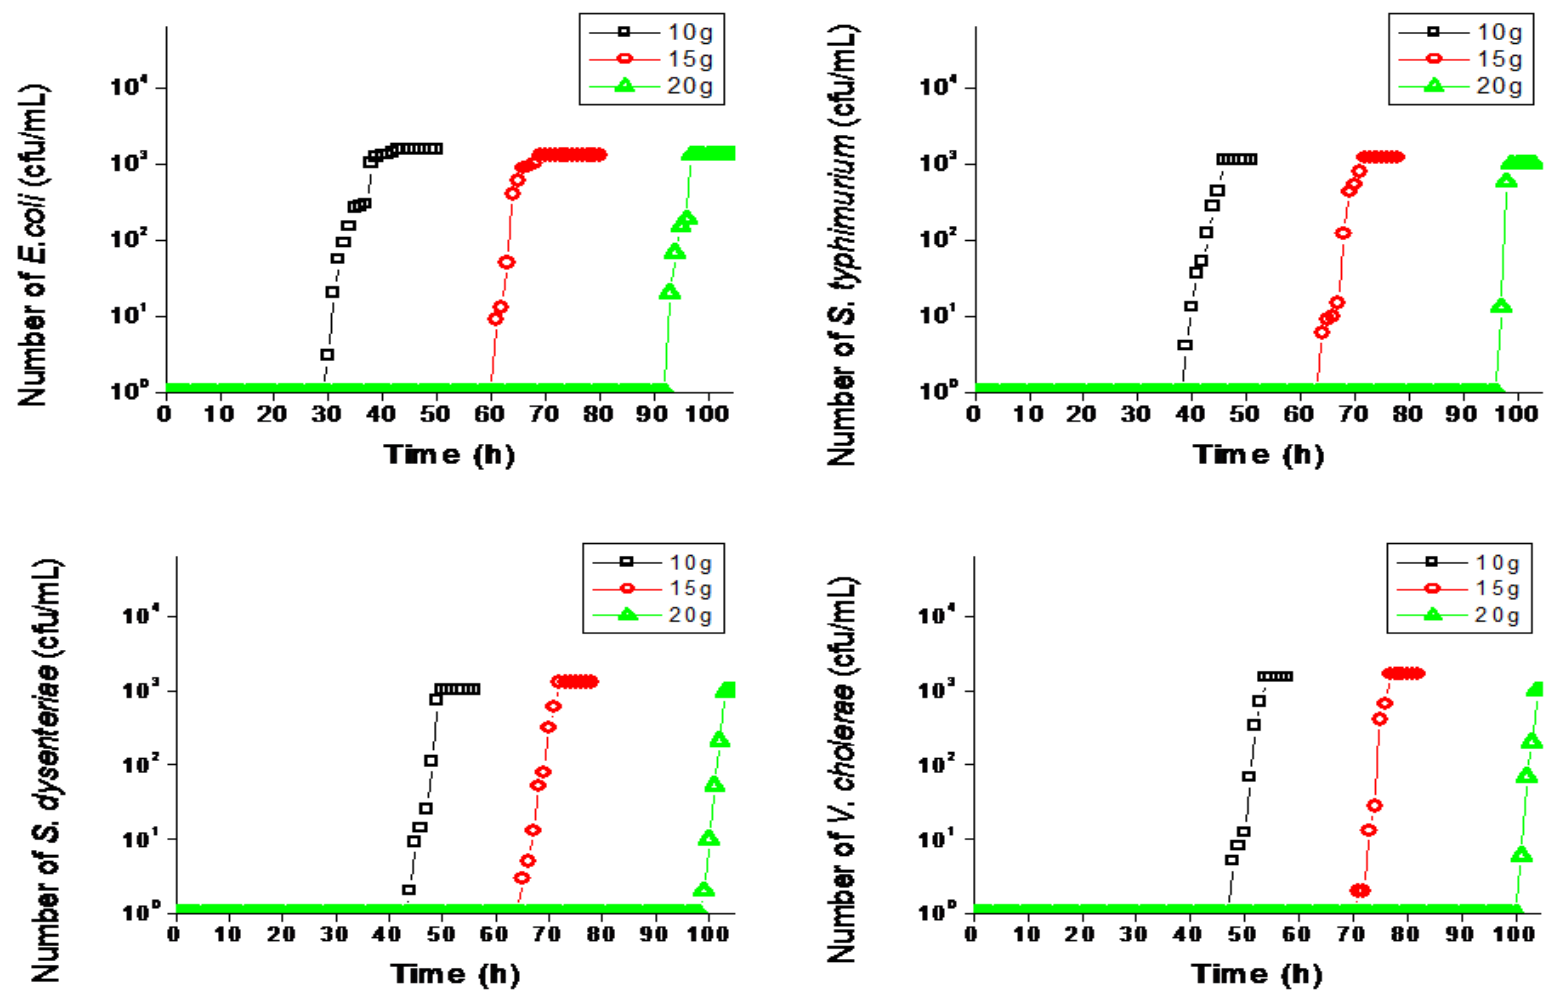 10g
15g
20g
Number of E.coli (cfu/mL)
10⁴
10³
10²
10¹
10⁰
0 10 20 30 40 50 60 70 80 90 100
Time (h)
10g
15g
20g
Number of S. typhimurium (cfu/mL)
10⁴
10³
10²
10¹
10⁰
0 10 20 30 40 50 60 70 80 90 100
Time (h)
10g
15g
20g
Number of S. dysenteriae (cfu/mL)
10⁴
10³
10²
10¹
10⁰
0 10 20 30 40 50 60 70 80 90 100
Time (h)
10g
15g
20g
Number of V. cholerae (cfu/mL)
10⁴
10³
10²
10¹
10⁰
0 10 20 30 40 50 60 70 80 90 100
Time (h)